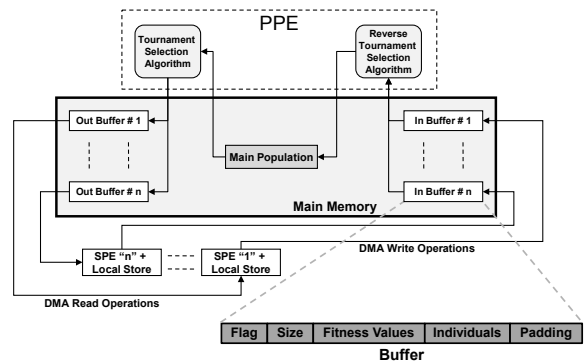 PPE
Tournament
Selection
Algorithm
Reverse
Tournament
Selection
Algorithm
Out Buffer # 1
In Buffer # 1
Main Population
Out Buffer # n
In Buffer # n
Main Memory
SPE “n” +
Local Store
SPE “1” +
Local Store
DMA Write Operations
DMA Read Operations
Flag Size Fitness Values Individuals Padding
Buffer